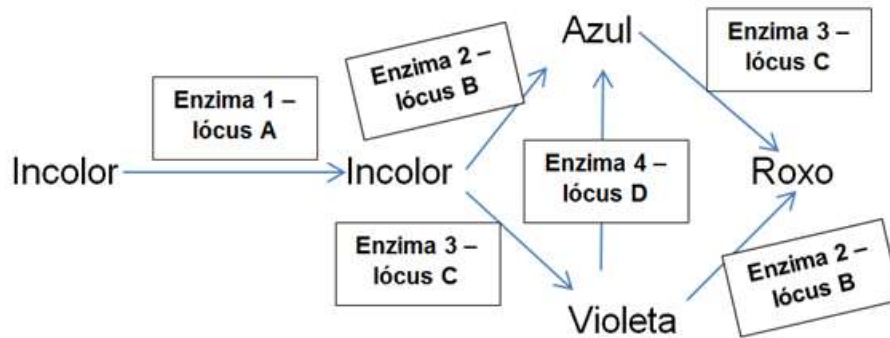 Azul
Enzima 3 –
lócus C
Enzima 2 –
lócus B
Enzima 1 –
lócus A
Incolor
Incolor
Enzima 4 –
lócus D
Roxo
Enzima 3 –
lócus C
Enzima 2 –
lócus B
Violeta